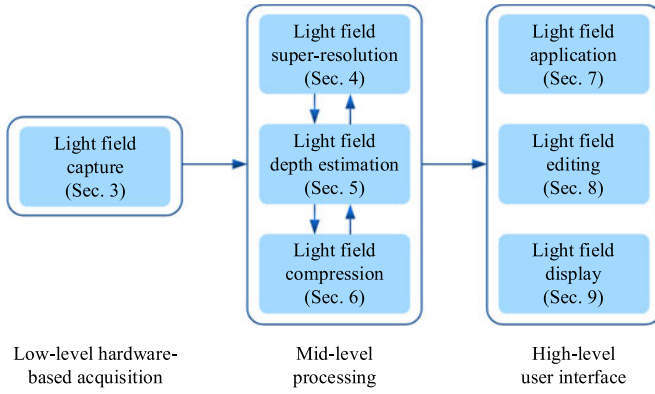 Light field
capture
(Sec. 3)
Low-level hardware-
based acquisition
Light field
super-resolution
(Sec. 4)
Light field
depth estimation
(Sec. 5)
Light field
compression
(Sec. 6)
Mid-level
processing
Light field
application
(Sec. 7)
Light field
editing
(Sec. 8)
Light field
display
(Sec. 9)
High-level
user interface